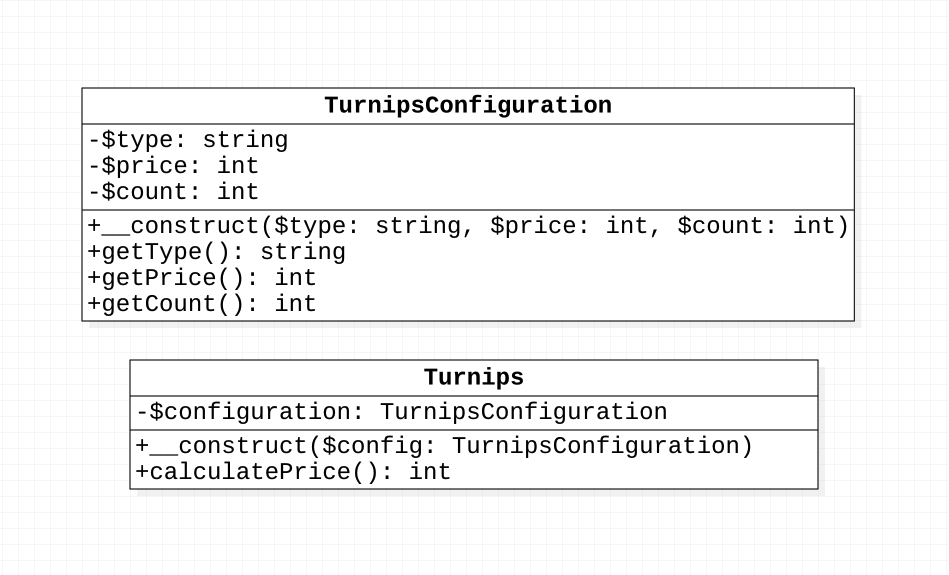 TurnipsConfiguration
-$type: string
-$price: int
-$count: int
+__construct($type: string, $price: int, $count: int)
+getType(): string
+getPrice(): int
+getCount(): int
Turnips
-$configuration: TurnipsConfiguration
+__construct($config: TurnipsConfiguration)
+calculatePrice(): int